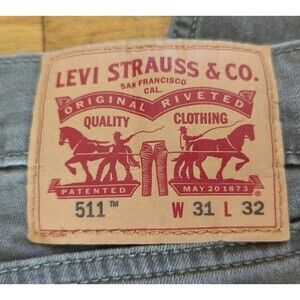 LEVI STRAUSS & CO.
SAN FRANCISCO
CAL.
ORIGINAL RIVETED
QUALITY CLOTHING
PATENTED MAY 20 1873
511™ W 31 L 32